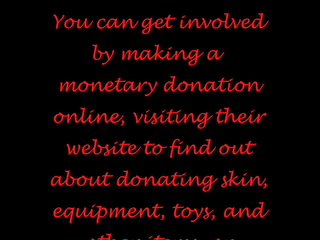 You can get involved
by making a
monetary donation
online, visiting their
website to find out
about donating skin,
equipment, toys, and